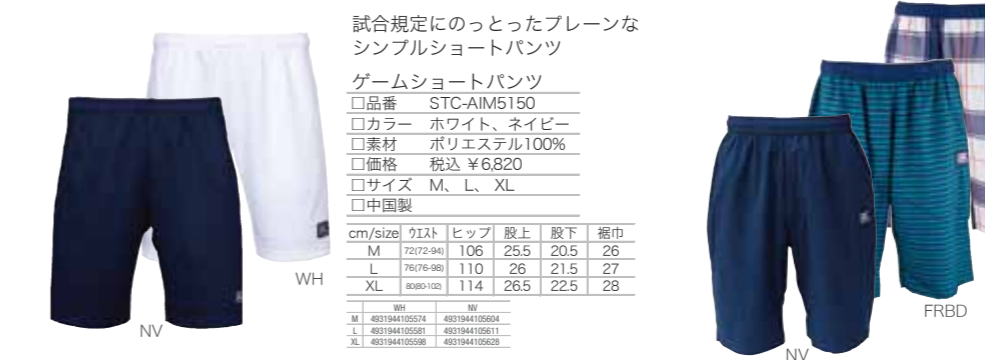 試合規定にのっとったプレーンな
シンプルショートパンツ
ゲームショートパンツ
□品番 STC-AIM5150
□カラー ホワイト、ネイビー
□素材 ポリエステル100%
□価格 税込 ￥6,820
□サイズ M、L、XL
□中国製
cm/size ウエスト ヒップ 股上 股下 裾巾
M 72(72-94) 106 25.5 20.5 26
L 76(76-98) 110 26 21.5 27
XL 80(80-102) 114 26.5 22.5 28
WH NV
M 4931944105574 4931944105604
L 4931944105581 4931944105611
XL 4931944105598 4931944105628
WH
NV
FRBD
NV